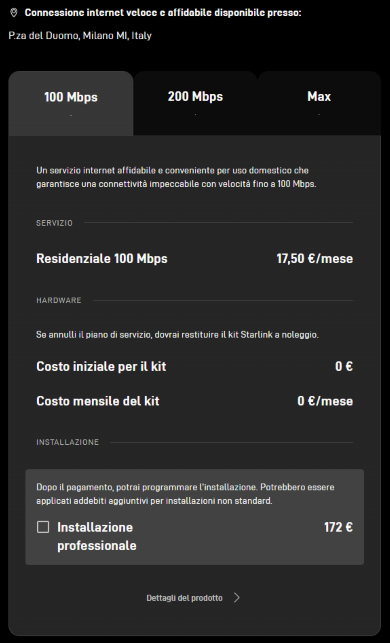 Connessione internet veloce e affidabile disponibile presso:
P.za del Duomo, Milano MI, Italy
100 Mbps
200 Mbps
Max
Un servizio internet affidabile e conveniente per uso domestico che
garantisce una connettività impeccabile con velocità fino a 100 Mbps.
SERVIZIO
Residenziale 100 Mbps 17,50 €/mese
HARDWARE
Se annulli il piano di servizio, dovrai restituire il kit Starlink a noleggio.
Costo iniziale per il kit 0 €
Costo mensile del kit 0 €/mese
INSTALLAZIONE
Dopo il pagamento, potrai programmare l'installazione. Potrebbero essere
applicati addebiti aggiuntivi per installazioni non standard.
Installazione 172 €
professionale
Dettagli del prodotto